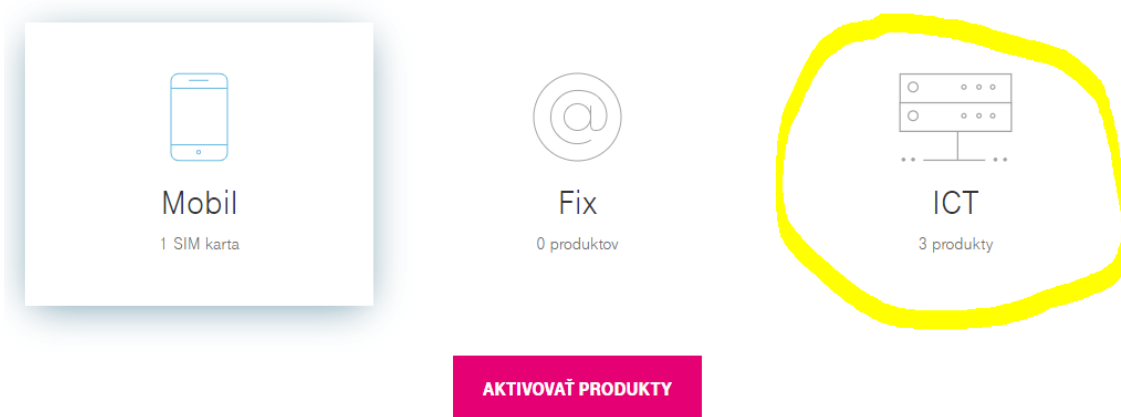 Mobil
1 SIM karta
Fix
0 produktov
ICT
3 produkty
AKTIVOVAŤ PRODUKTY